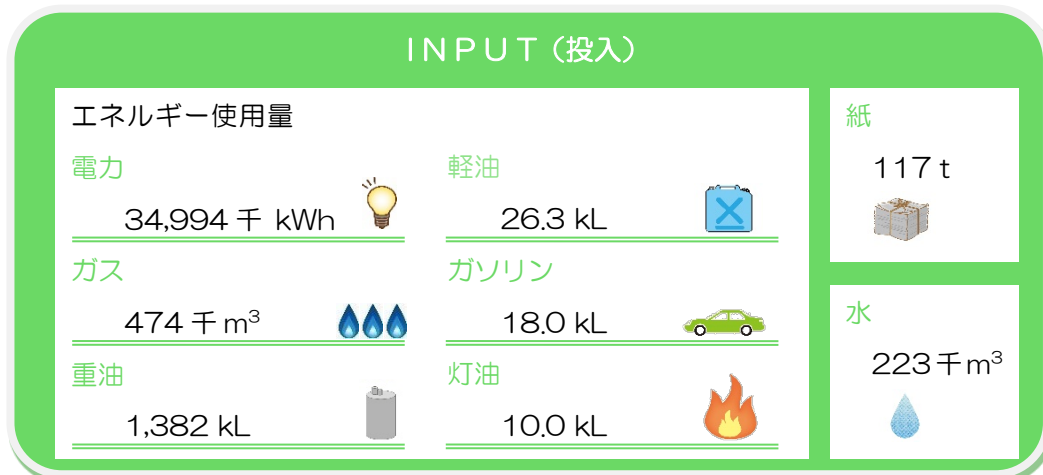 INPUT（投入）
エネルギー使用量
電力
34,994 千 kWh
ガス
474 千 m³
重油
1,382 kL
軽油
26.3 kL
ガソリン
18.0 kL
灯油
10.0 kL
紙
117 t
水
223 千 m³